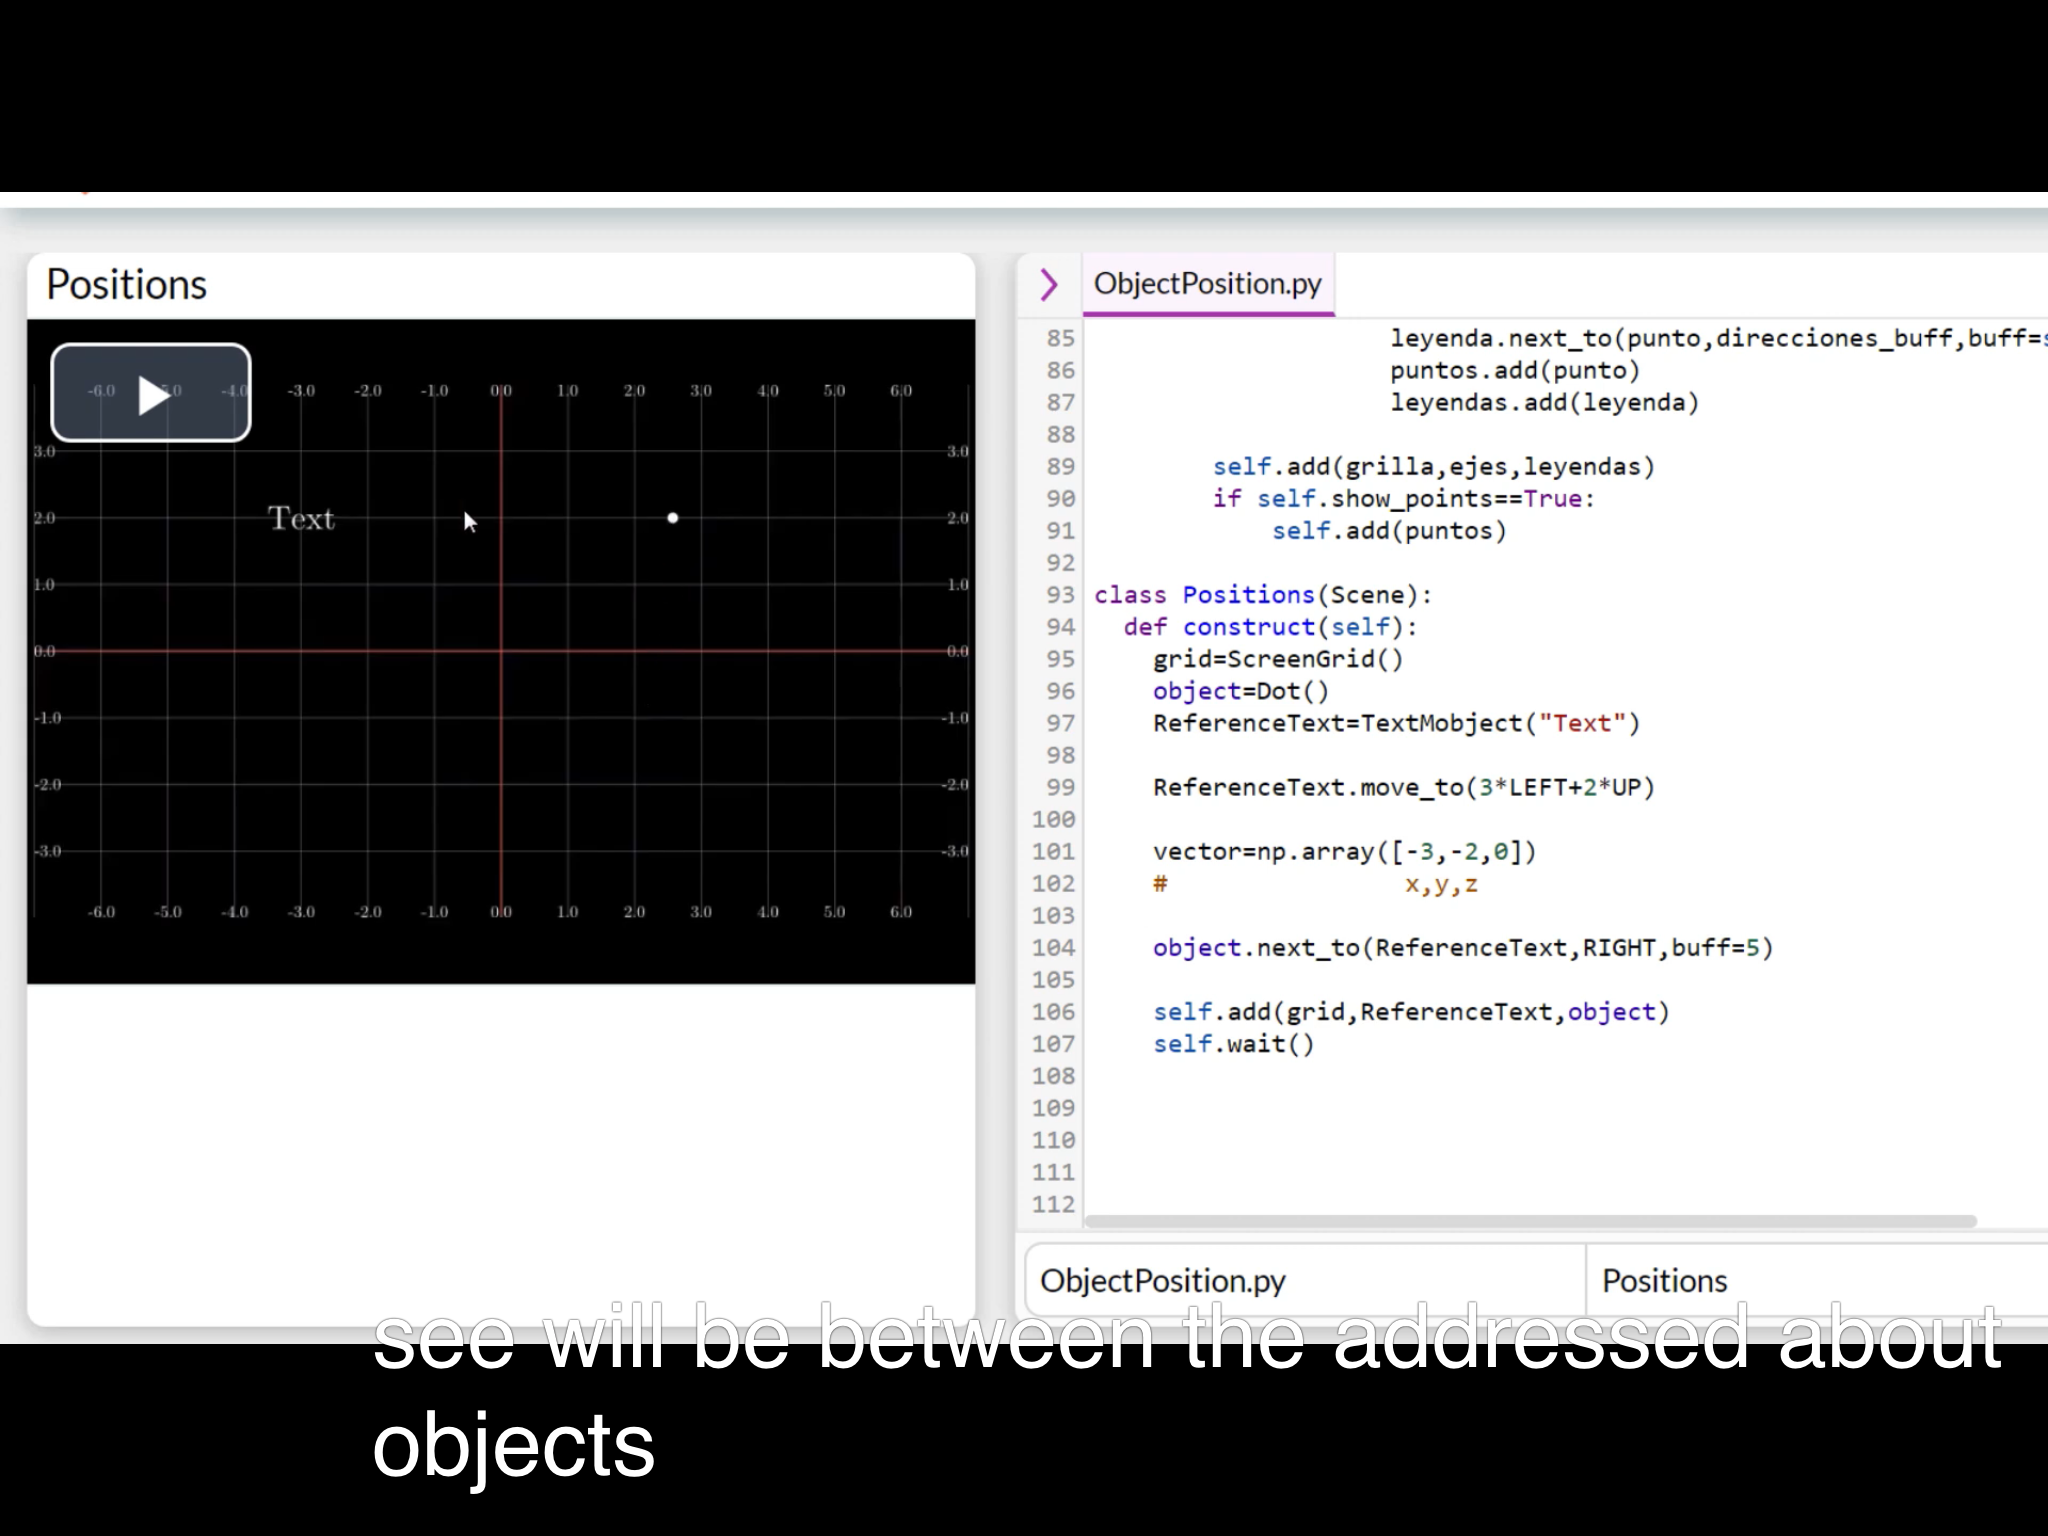 Positions
-6.0 -5.0 -4.0 -3.0 -2.0 -1.0 0.0 1.0 2.0 3.0 4.0 5.0 6.0
3.0 3.0
2.0 Text 2.0
1.0 1.0
0.0 0.0
-1.0 -1.0
-2.0 -2.0
-3.0 -3.0
-6.0 -5.0 -4.0 -3.0 -2.0 -1.0 0.0 1.0 2.0 3.0 4.0 5.0 6.0
ObjectPosition.py
85 leyenda.next_to(punto,direcciones_buff,buff=
86 puntos.add(punto)
87 leyendas.add(leyenda)
88
89 self.add(grilla,ejes,leyendas)
90 if self.show_points==True:
91 self.add(puntos)
92
93 class Positions(Scene):
94 def construct(self):
95 grid=ScreenGrid()
96 object=Dot()
97 ReferenceText=TextMobject("Text")
98
99 ReferenceText.move_to(3*LEFT+2*UP)
100
101 vector=np.array([-3,-2,0])
102 # x,y,z
103
104 object.next_to(ReferenceText,RIGHT,buff=5)
105
106 self.add(grid,ReferenceText,object)
107 self.wait()
108
109
110
111
112
ObjectPosition.py
Positions
see will be between the addressed about
objects